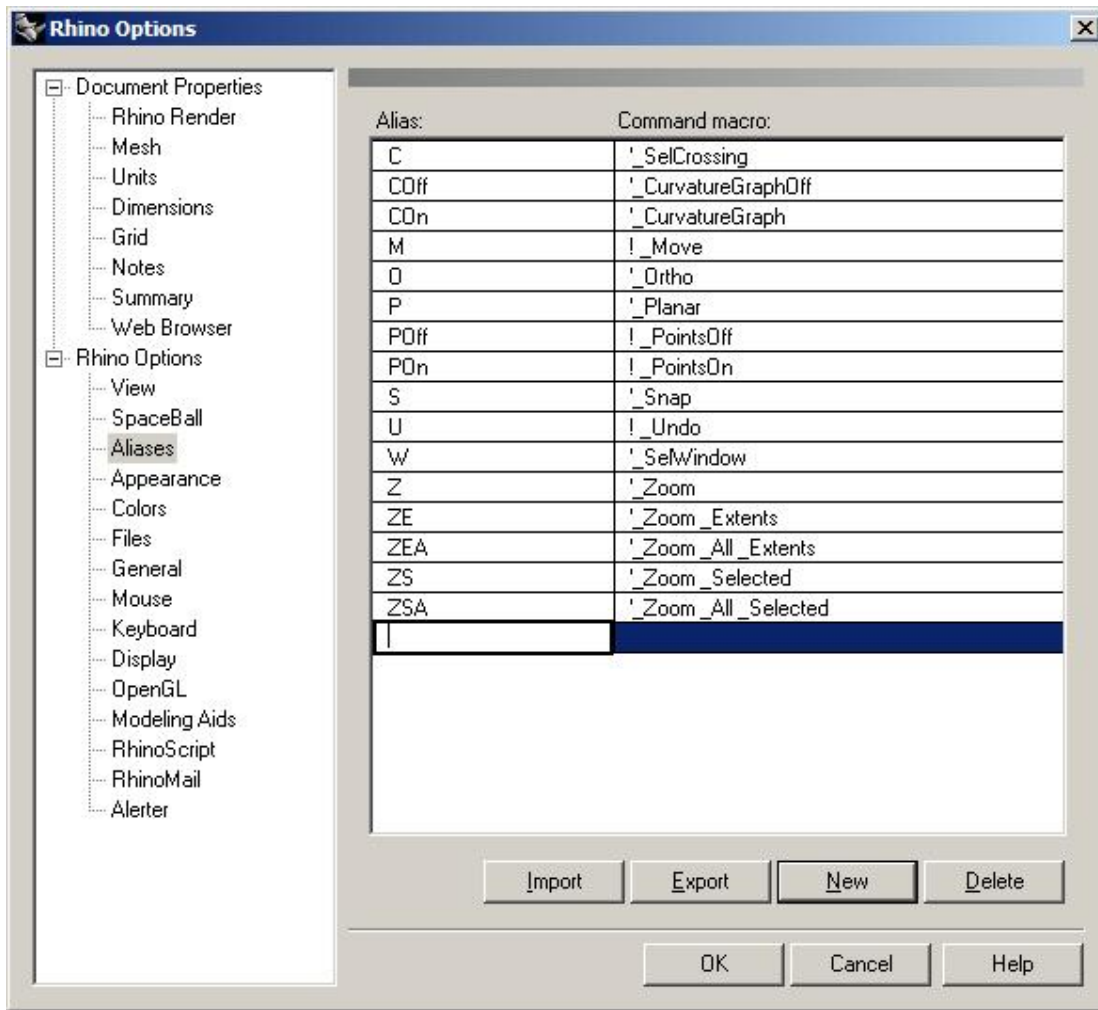 Rhino Options
Document Properties
Rhino Render
Mesh
Units
Dimensions
Grid
Notes
Summary
Web Browser
Rhino Options
View
SpaceBall
Aliases
Appearance
Colors
Files
General
Mouse
Keyboard
Display
OpenGL
Modeling Aids
RhinoScript
RhinoMail
Alerter
Alias: Command macro:
C '_SelCrossing
COff '_CurvatureGraphOff
COn '_CurvatureGraph
M ! _Move
O '_Ortho
P '_Planar
POff ! _PointsOff
POn ! _PointsOn
S '_Snap
U ! _Undo
W '_SelWindow
Z '_Zoom
ZE '_Zoom _Extents
ZEA '_Zoom _All _Extents
ZS '_Zoom _Selected
ZSA '_Zoom _All _Selected
Import Export New Delete
OK Cancel Help